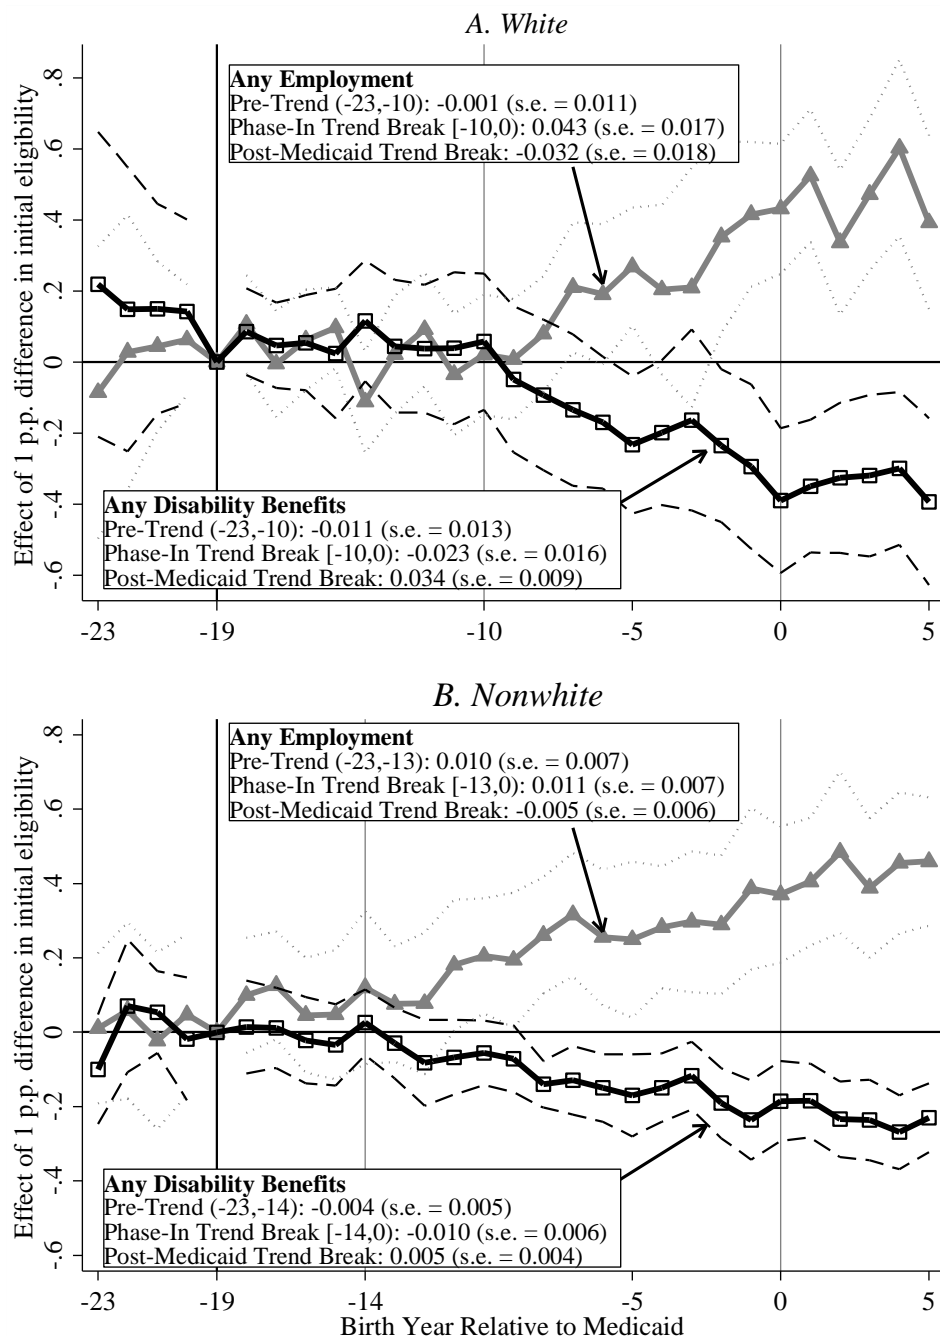 A. White
Effect of 1 p.p. difference in initial eligibility
.8
.6
.4
.2
0
-.2
-.4
-.6
Any Employment
Pre-Trend (-23,-10): -0.001 (s.e. = 0.011)
Phase-In Trend Break [-10,0): 0.043 (s.e. = 0.017)
Post-Medicaid Trend Break: -0.032 (s.e. = 0.018)
Any Disability Benefits
Pre-Trend (-23,-10): -0.011 (s.e. = 0.013)
Phase-In Trend Break [-10,0): -0.023 (s.e. = 0.016)
Post-Medicaid Trend Break: 0.034 (s.e. = 0.009)
-23 -19 -10 -5 0 5
B. Nonwhite
Effect of 1 p.p. difference in initial eligibility
.8
.6
.4
.2
0
-.2
-.4
-.6
Any Employment
Pre-Trend (-23,-13): 0.010 (s.e. = 0.007)
Phase-In Trend Break [-13,0): 0.011 (s.e. = 0.007)
Post-Medicaid Trend Break: -0.005 (s.e. = 0.006)
Any Disability Benefits
Pre-Trend (-23,-14): -0.004 (s.e. = 0.005)
Phase-In Trend Break [-14,0): -0.010 (s.e. = 0.006)
Post-Medicaid Trend Break: 0.005 (s.e. = 0.004)
-23 -19 -14 -5 0 5
Birth Year Relative to Medicaid